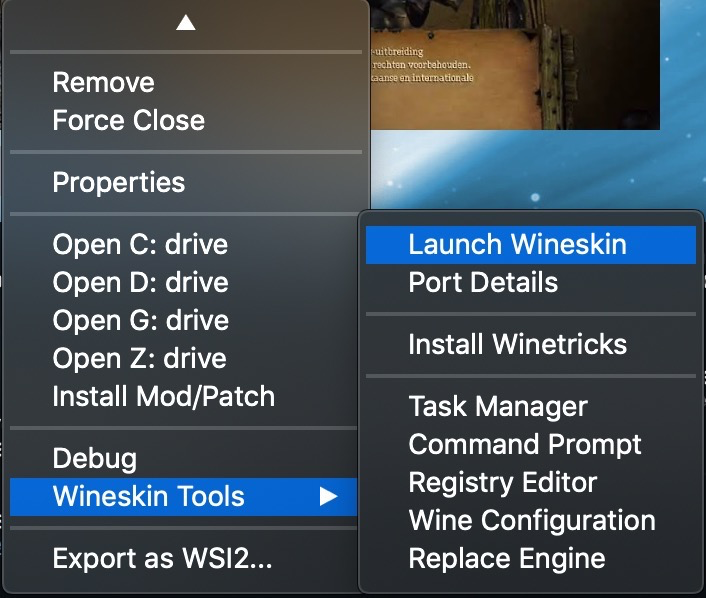 -uitbreiding
rechten voorbehouden.
kaanse en internationale
Remove
Force Close
Properties
Open C: drive
Open D: drive
Open G: drive
Open Z: drive
Install Mod/Patch
Debug
Wineskin Tools
Export as WSI2...
Launch Wineskin
Port Details
Install Winetricks
Task Manager
Command Prompt
Registry Editor
Wine Configuration
Replace Engine